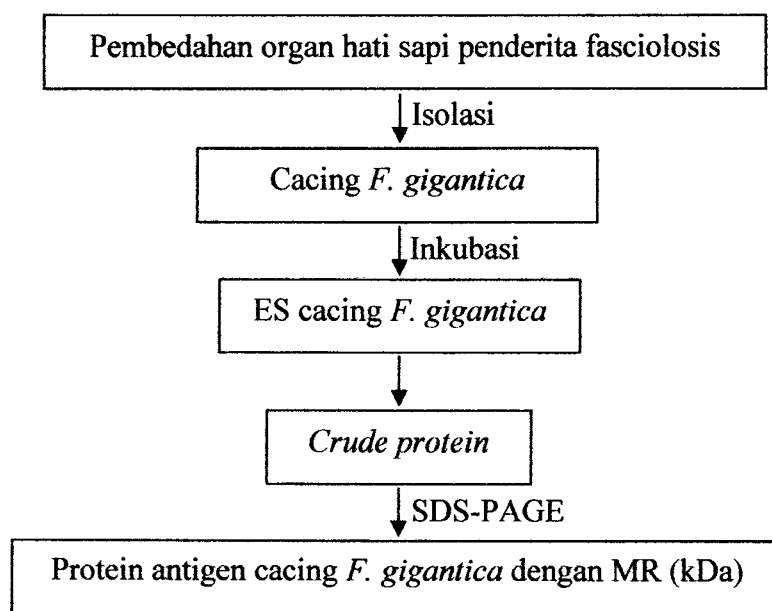 Pembedahan organ hati sapi penderita fasciolosis
Isolasi
Cacing F. gigantica
Inkubasi
ES cacing F. gigantica
Crude protein
SDS-PAGE
Protein antigen cacing F. gigantica dengan MR (kDa)